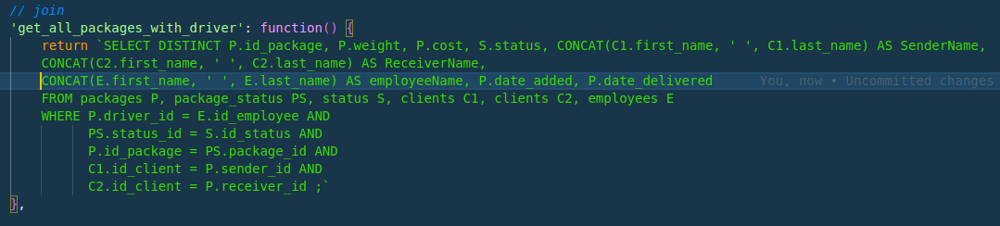 // join
'get_all_packages_with_driver': function() {
    return `SELECT DISTINCT P.id_package, P.weight, P.cost, S.status, CONCAT(C1.first_name, ' ', C1.last_name) AS SenderName,
    CONCAT(C2.first_name, ' ', C2.last_name) AS ReceiverName,
    CONCAT(E.first_name, ' ', E.last_name) AS employeeName, P.date_added, P.date_delivered     You, now • Uncommitted changes
    FROM packages P, package_status PS, status S, clients C1, clients C2, employees E
    WHERE P.driver_id = E.id_employee AND
          PS.status_id = S.id_status AND
          P.id_package = PS.package_id AND
          C1.id_client = P.sender_id AND
          C2.id_client = P.receiver_id ;`
},